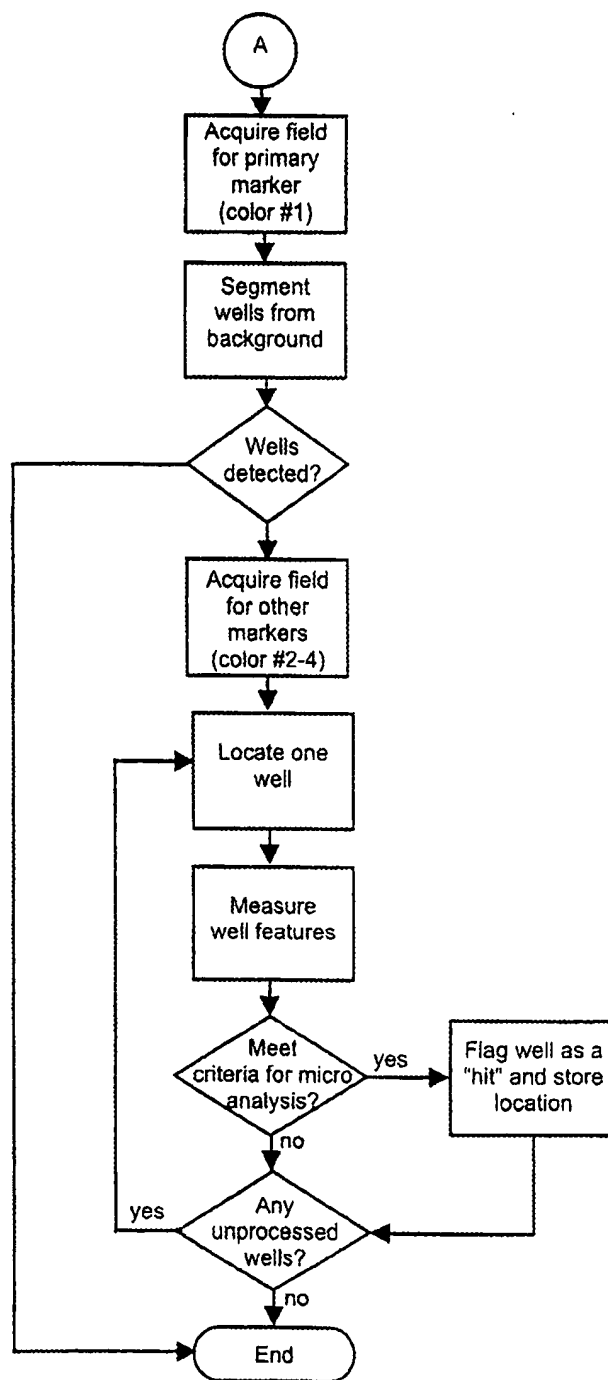 A
Acquire field
for primary
marker
(color #1)
Segment
wells from
background
Wells
detected?
Acquire field
for other
markers
(color #2-4)
Locate one
well
Measure
well features
Meet
criteria for micro
analysis?
yes
Flag well as a
"hit" and store
location
no
yes
Any
unprocessed
wells?
no
End